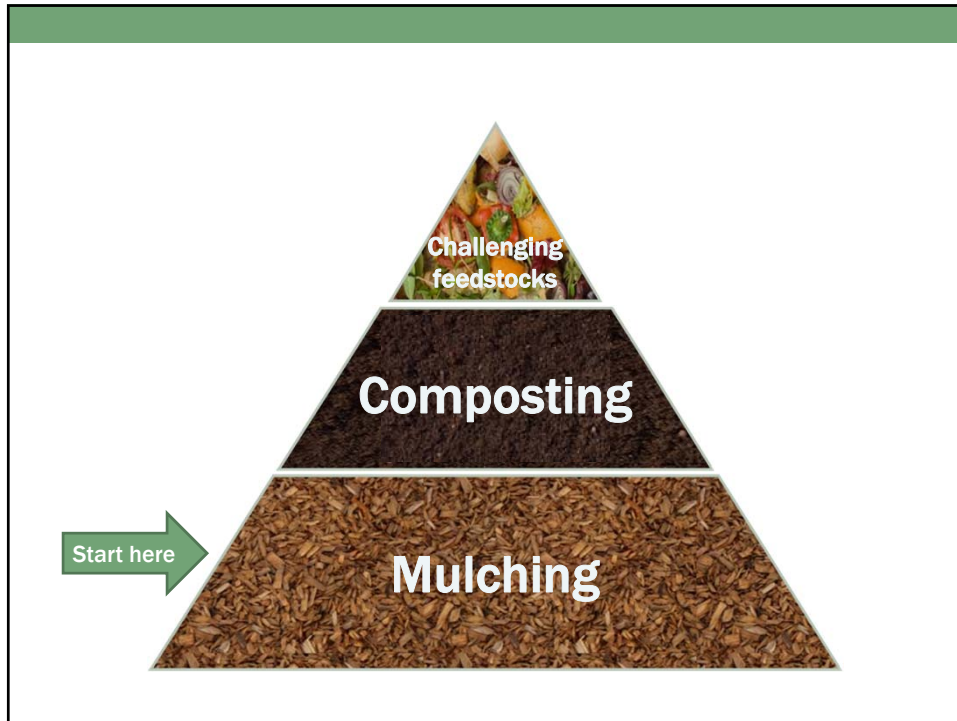 Challenging
feedstocks
Composting
Start here
Mulching